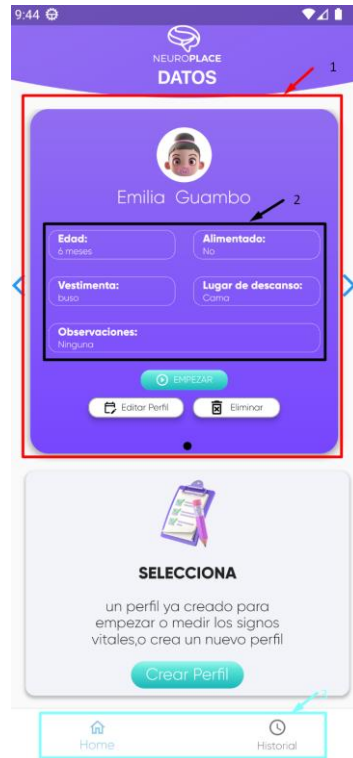 9:44
NEUROPLACE
DATOS
1
Emilia Guambo
2
Edad:
6 meses
Alimentado:
No
Vestimenta:
buso
Lugar de descanso:
Cama
Observaciones:
Ninguna
EMPEZAR
Editar Perfil
Eliminar
SELECCIONA
un perfil ya creado para
empezar o medir los signos
vitales,o crea un nuevo perfil
Crear Perfil
Home
Historial